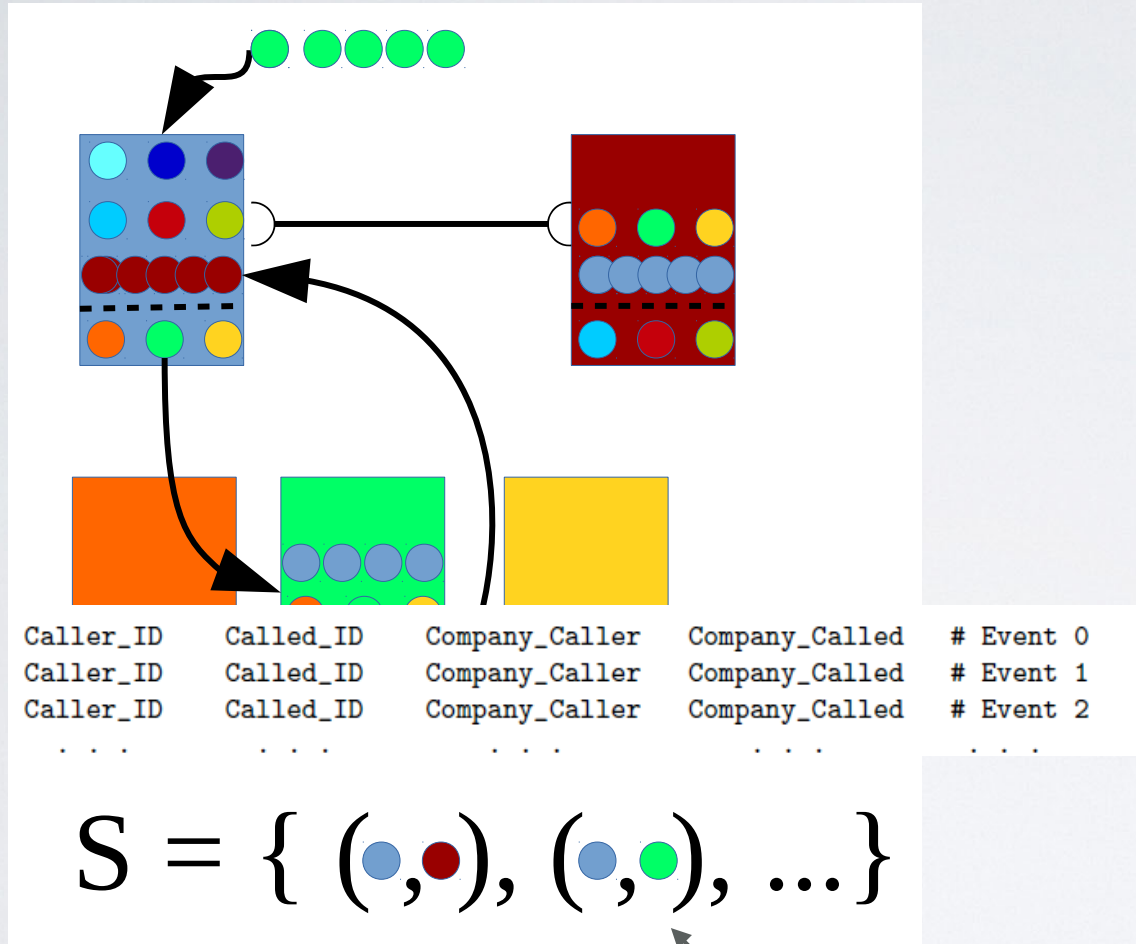 Caller_ID Called_ID Company_Caller Company_Called # Event 0
Caller_ID Called_ID Company_Caller Company_Called # Event 1
Caller_ID Called_ID Company_Caller Company_Called # Event 2
. . . . . . . . . . . . . . .
S = { ( , ), ( , ), ...}